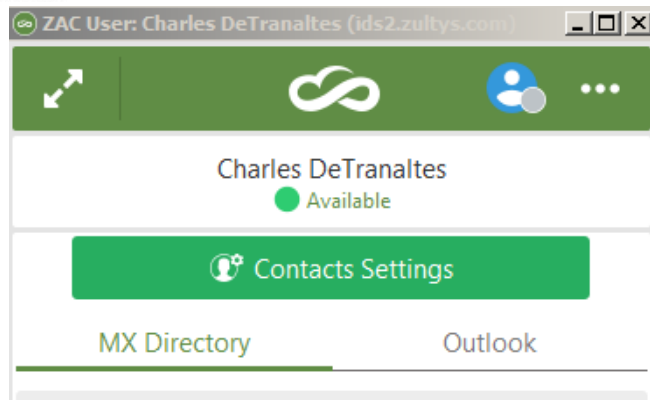 ZAC User: Charles DeTranaltes (ids2.zultys.com)
Charles DeTranaltes
Available
Contacts Settings
MX Directory Outlook